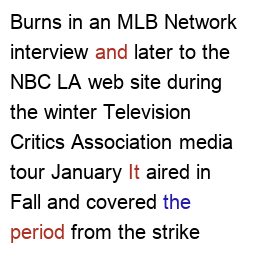 Burns in an MLB Network
interview and later to the
NBC LA web site during
the winter Television
Critics Association media
tour January It aired in
Fall and covered the
period from the strike